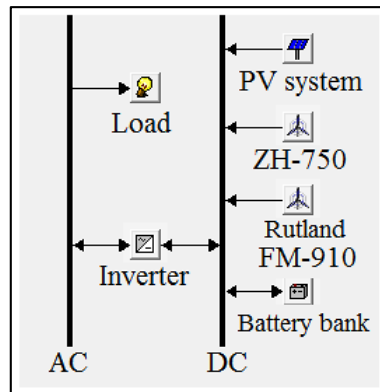 PV system
Load
ZH-750
Rutland
FM-910
Inverter
Battery bank
AC
DC